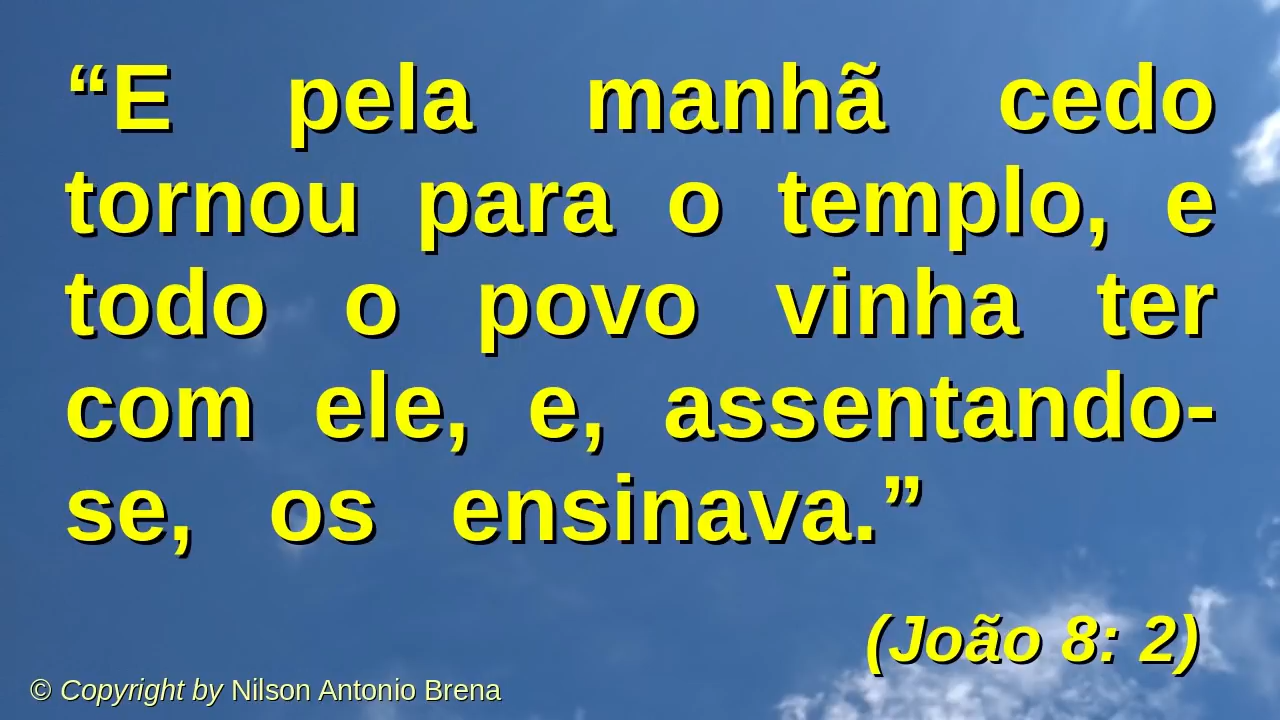 “E pela manhã cedo
tornou para o templo, e
todo o povo vinha ter
com ele, e, assentando-
se, os ensinava.”
(João 8: 2)
© Copyright by Nilson Antonio Brena